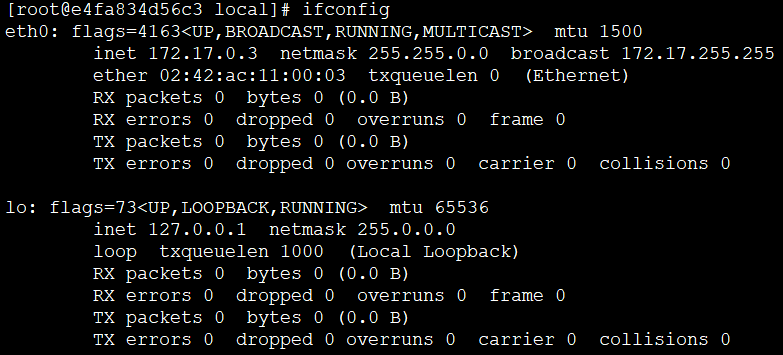 [root@e4fa834d56c3 local]# ifconfig
eth0: flags=4163<UP,BROADCAST,RUNNING,MULTICAST>  mtu 1500
        inet 172.17.0.3  netmask 255.255.0.0  broadcast 172.17.255.255
        ether 02:42:ac:11:00:03  txqueuelen 0  (Ethernet)
        RX packets 0  bytes 0 (0.0 B)
        RX errors 0  dropped 0  overruns 0  frame 0
        TX packets 0  bytes 0 (0.0 B)
        TX errors 0  dropped 0 overruns 0  carrier 0  collisions 0

lo: flags=73<UP,LOOPBACK,RUNNING>  mtu 65536
        inet 127.0.0.1  netmask 255.0.0.0
        loop  txqueuelen 1000  (Local Loopback)
        RX packets 0  bytes 0 (0.0 B)
        RX errors 0  dropped 0  overruns 0  frame 0
        TX packets 0  bytes 0 (0.0 B)
        TX errors 0  dropped 0 overruns 0  carrier 0  collisions 0